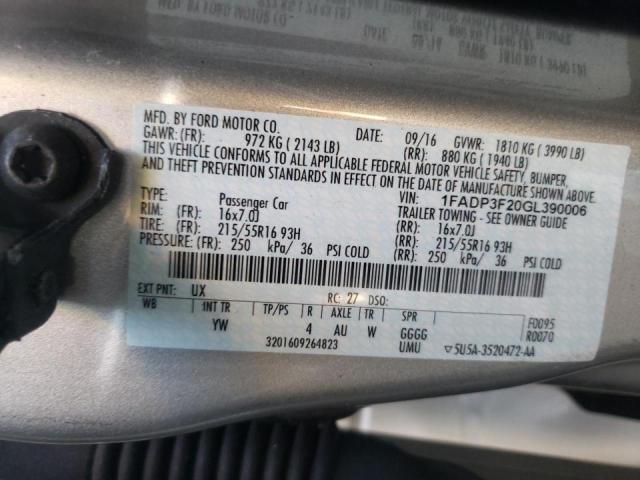 MFD. BY FORD MOTOR CO. DATE: 09/16 GVWR: 1810 KG ( 3990 LB)
GAWR: (FR): 972 KG ( 2143 LB) (RR): 880 KG ( 1940 LB)
THIS VEHICLE CONFORMS TO ALL APPLICABLE FEDERAL MOTOR VEHICLE SAFETY, BUMPER,
AND THEFT PREVENTION STANDARDS IN EFFECT ON THE DATE OF MANUFACTURE SHOWN ABOVE.
VIN: 1FADP3F20GL390006
TYPE: Passenger Car TRAILER TOWING - SEE OWNER GUIDE
RIM: (FR): 16x7.0J (RR): 16x7.0J
TIRE: (FR): 215/55R16 93H (RR): 215/55R16 93H
PRESSURE: (FR): 250 kPa/ 36 PSI COLD (RR): 250 kPa/ 36 PSI COLD
EXT PNT: UX RC: 27 DSO:
WB INT TR TP/PS R AXLE TR SPR
YW 4 AU W GGGG F0095
3201609264823 UMU R0070
▽5U5A-3520472-AA